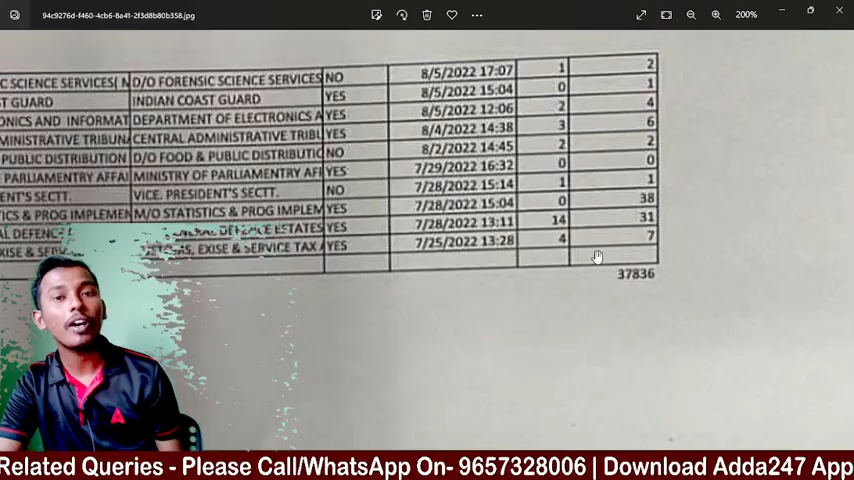 94c9276d-f460-4cb6-8a41-2f3d8b80b358.jpg
200%
C SCIENCE SERVICES( N D/O FORENSIC SCIENCE SERVICES NO 8/5/2022 17:07 1 2
ST GUARD INDIAN COAST GUARD YES 8/5/2022 15:04 0 1
ONICS AND INFORMAT DEPARTMENT OF ELECTRONICS A YES 8/5/2022 12:06 2 4
MINISTRATIVE TRIBUNA CENTRAL ADMINISTRATIVE TRIBU YES 8/4/2022 14:38 3 6
PUBLIC DISTRIBUTION D/O FOOD & PUBLIC DISTRIBUTIC NO 8/2/2022 14:45 2 2
PARLIAMENTRY AFFAI MINISTRY OF PARLIAMENTRY AFF YES 7/29/2022 16:32 0 0
ENT'S SECTT. VICE. PRESIDENT'S SECTT. NO 7/28/2022 15:14 1 1
ICS & PROG IMPLEMEN M/O STATISTICS & PROG IMPLEM YES 7/28/2022 15:04 0 38
AL DEFENC DEFENCE ESTATES YES 7/28/2022 13:11 14 31
XISE & SERV EXISE & SERVICE TAX A YES 7/25/2022 13:28 4 7
37836
Related Queries - Please Call/WhatsApp On- 9657328006 | Download Adda247 App